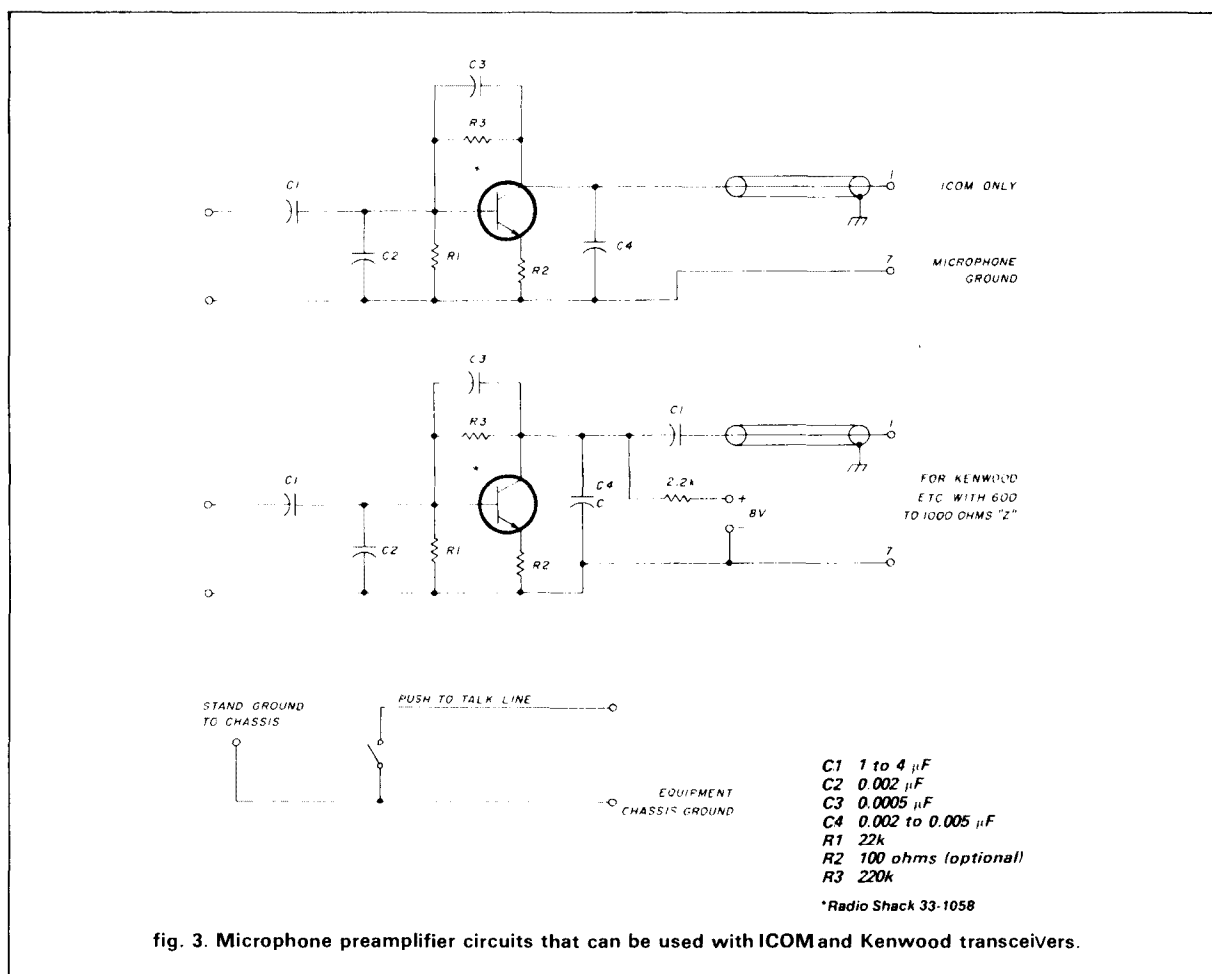 C3
R3
*
C1
C2
R1
R2
C4
1
ICOM ONLY
7
MICROPHONE
GROUND
C3
R3
*
C1
C2
R1
R2
C4
C
C1
2.2k
+
8V
–
1
FOR KENWOOD
ETC WITH 600
TO 1000 OHMS "Z"
7
STAND GROUND
TO CHASSIS
PUSH TO TALK LINE
EQUIPMENT
CHASSIS GROUND
C1 1 to 4 μF
C2 0.002 μF
C3 0.0005 μF
C4 0.002 to 0.005 μF
R1 22k
R2 100 ohms (optional)
R3 220k
*Radio Shack 33-1058
fig. 3. Microphone preamplifier circuits that can be used with ICOM and Kenwood transceivers.